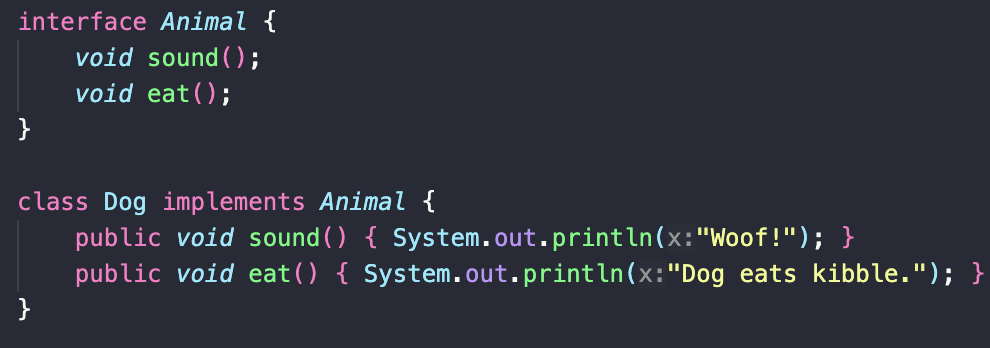 interface Animal {
    void sound();
    void eat();
}

class Dog implements Animal {
    public void sound() { System.out.println(x:"Woof!"); }
    public void eat() { System.out.println(x:"Dog eats kibble."); }
}